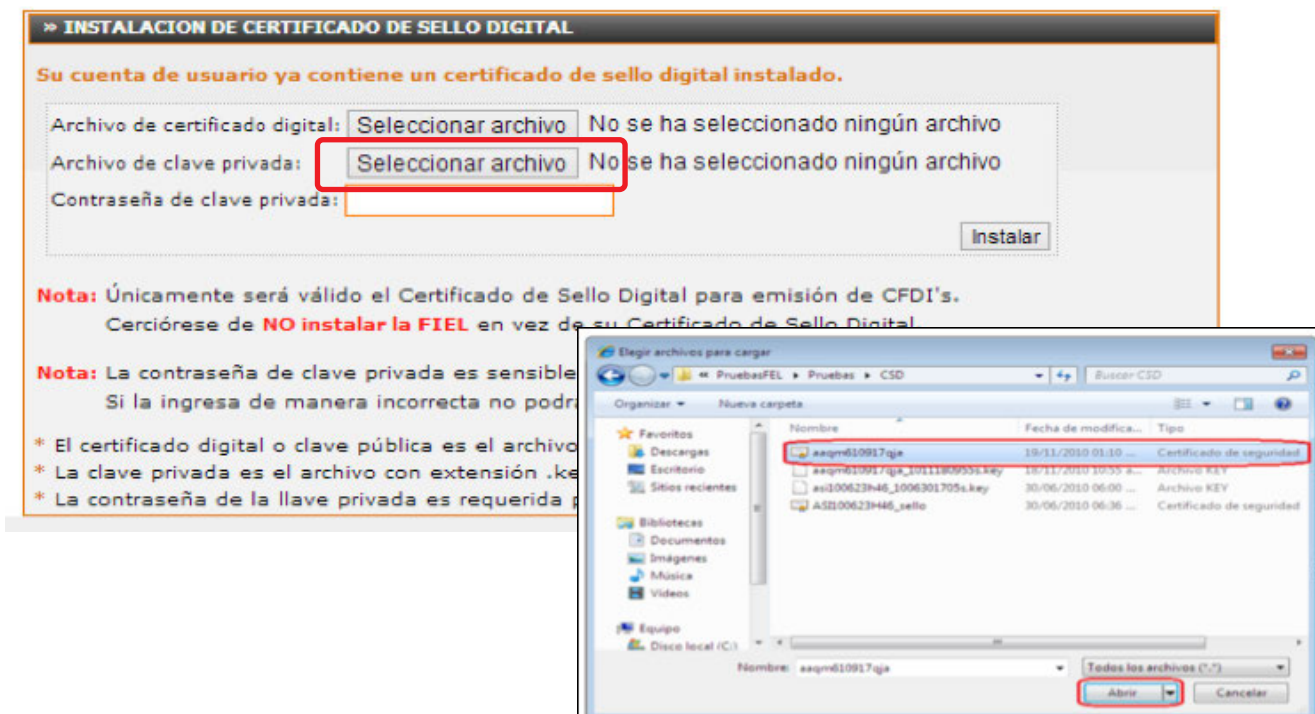 » INSTALACION DE CERTIFICADO DE SELLO DIGITAL
Su cuenta de usuario ya contiene un certificado de sello digital instalado.
Archivo de certificado digital: Seleccionar archivo No se ha seleccionado ningún archivo
Archivo de clave privada: Seleccionar archivo No se ha seleccionado ningún archivo
Contraseña de clave privada:
Instalar
Nota: Únicamente será válido el Certificado de Sello Digital para emisión de CFDI's.
Cerciórese de NO instalar la FIEL en vez de su Certificado de Sello Digital.
Nota: La contraseña de clave privada es sensible
Si la ingresa de manera incorrecta no podrá
* El certificado digital o clave pública es el archivo
* La clave privada es el archivo con extensión .ke
* La contraseña de la llave privada es requerida p
Elegir archivos para cargar
« PruebasFEL ▸ Pruebas ▸ CSD
Buscar CSD
Organizar Nueva carpeta
Favoritos
Descargas
Escritorio
Sitios recientes
Bibliotecas
Documentos
Imágenes
Música
Videos
Equipo
Disco local (C:)
Nombre Fecha de modifica... Tipo
aaqm610917qja 19/11/2010 01:10 ... Certificado de seguridad
aaqm610917qja_1011180955s.key 18/11/2010 10:55 a... Archivo KEY
asi100623h46_1006301705s.key 30/06/2010 06:00 ... Archivo KEY
ASI100623H46_sello 30/06/2010 06:36 ... Certificado de seguridad
Nombre: aaqm610917qja Todos los archivos (*.*)
Abrir Cancelar